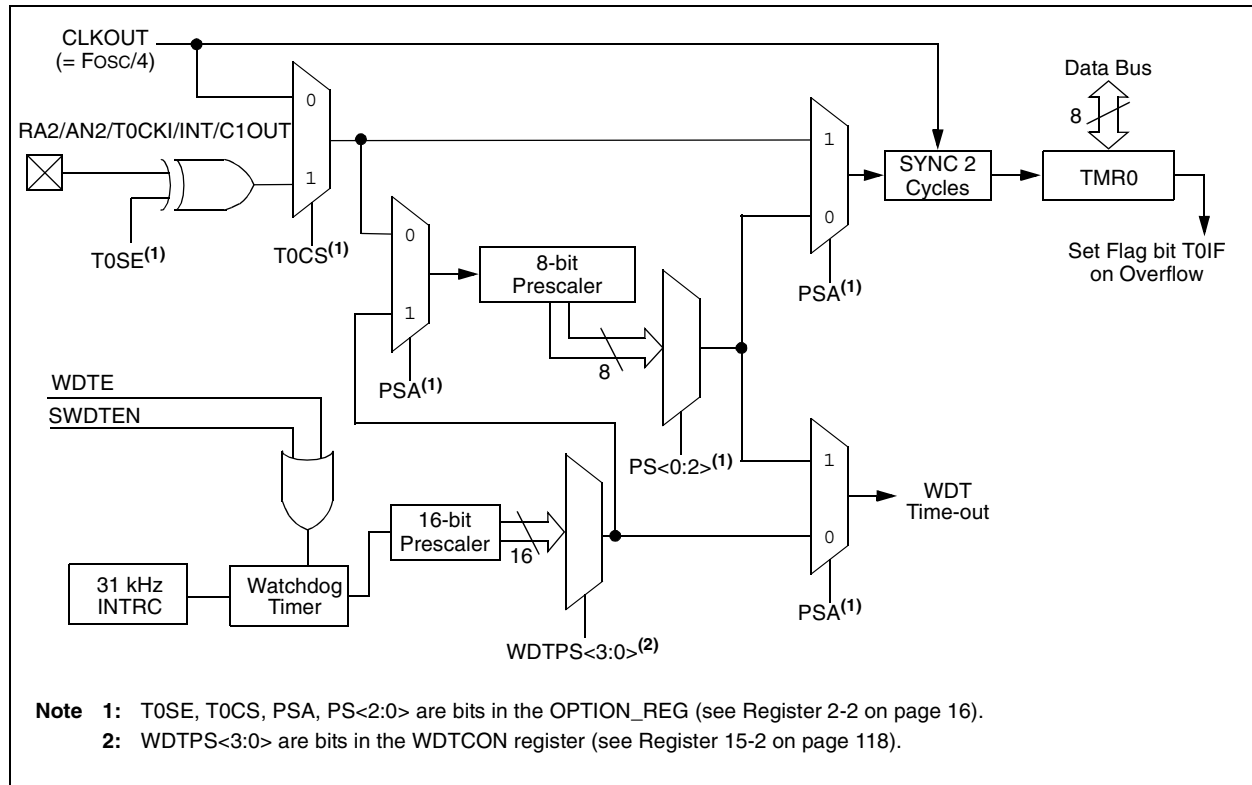 CLKOUT
(= FOSC/4)
Data Bus
8
RA2/AN2/T0CKI/INT/C1OUT
0
1
1
0
SYNC 2
Cycles
TMR0
T0SE(1)
T0CS(1)
0
1
8-bit
Prescaler
8
PSA(1)
Set Flag bit T0IF
on Overflow
PSA(1)
WDTE
SWDTEN
PS<0:2>(1)
1
0
WDT
Time-out
16-bit
Prescaler
16
31 kHz
INTRC
Watchdog
Timer
PSA(1)
WDTPS<3:0>(2)
Note 1: T0SE, T0CS, PSA, PS<2:0> are bits in the OPTION_REG (see Register 2-2 on page 16).
2: WDTPS<3:0> are bits in the WDTCON register (see Register 15-2 on page 118).